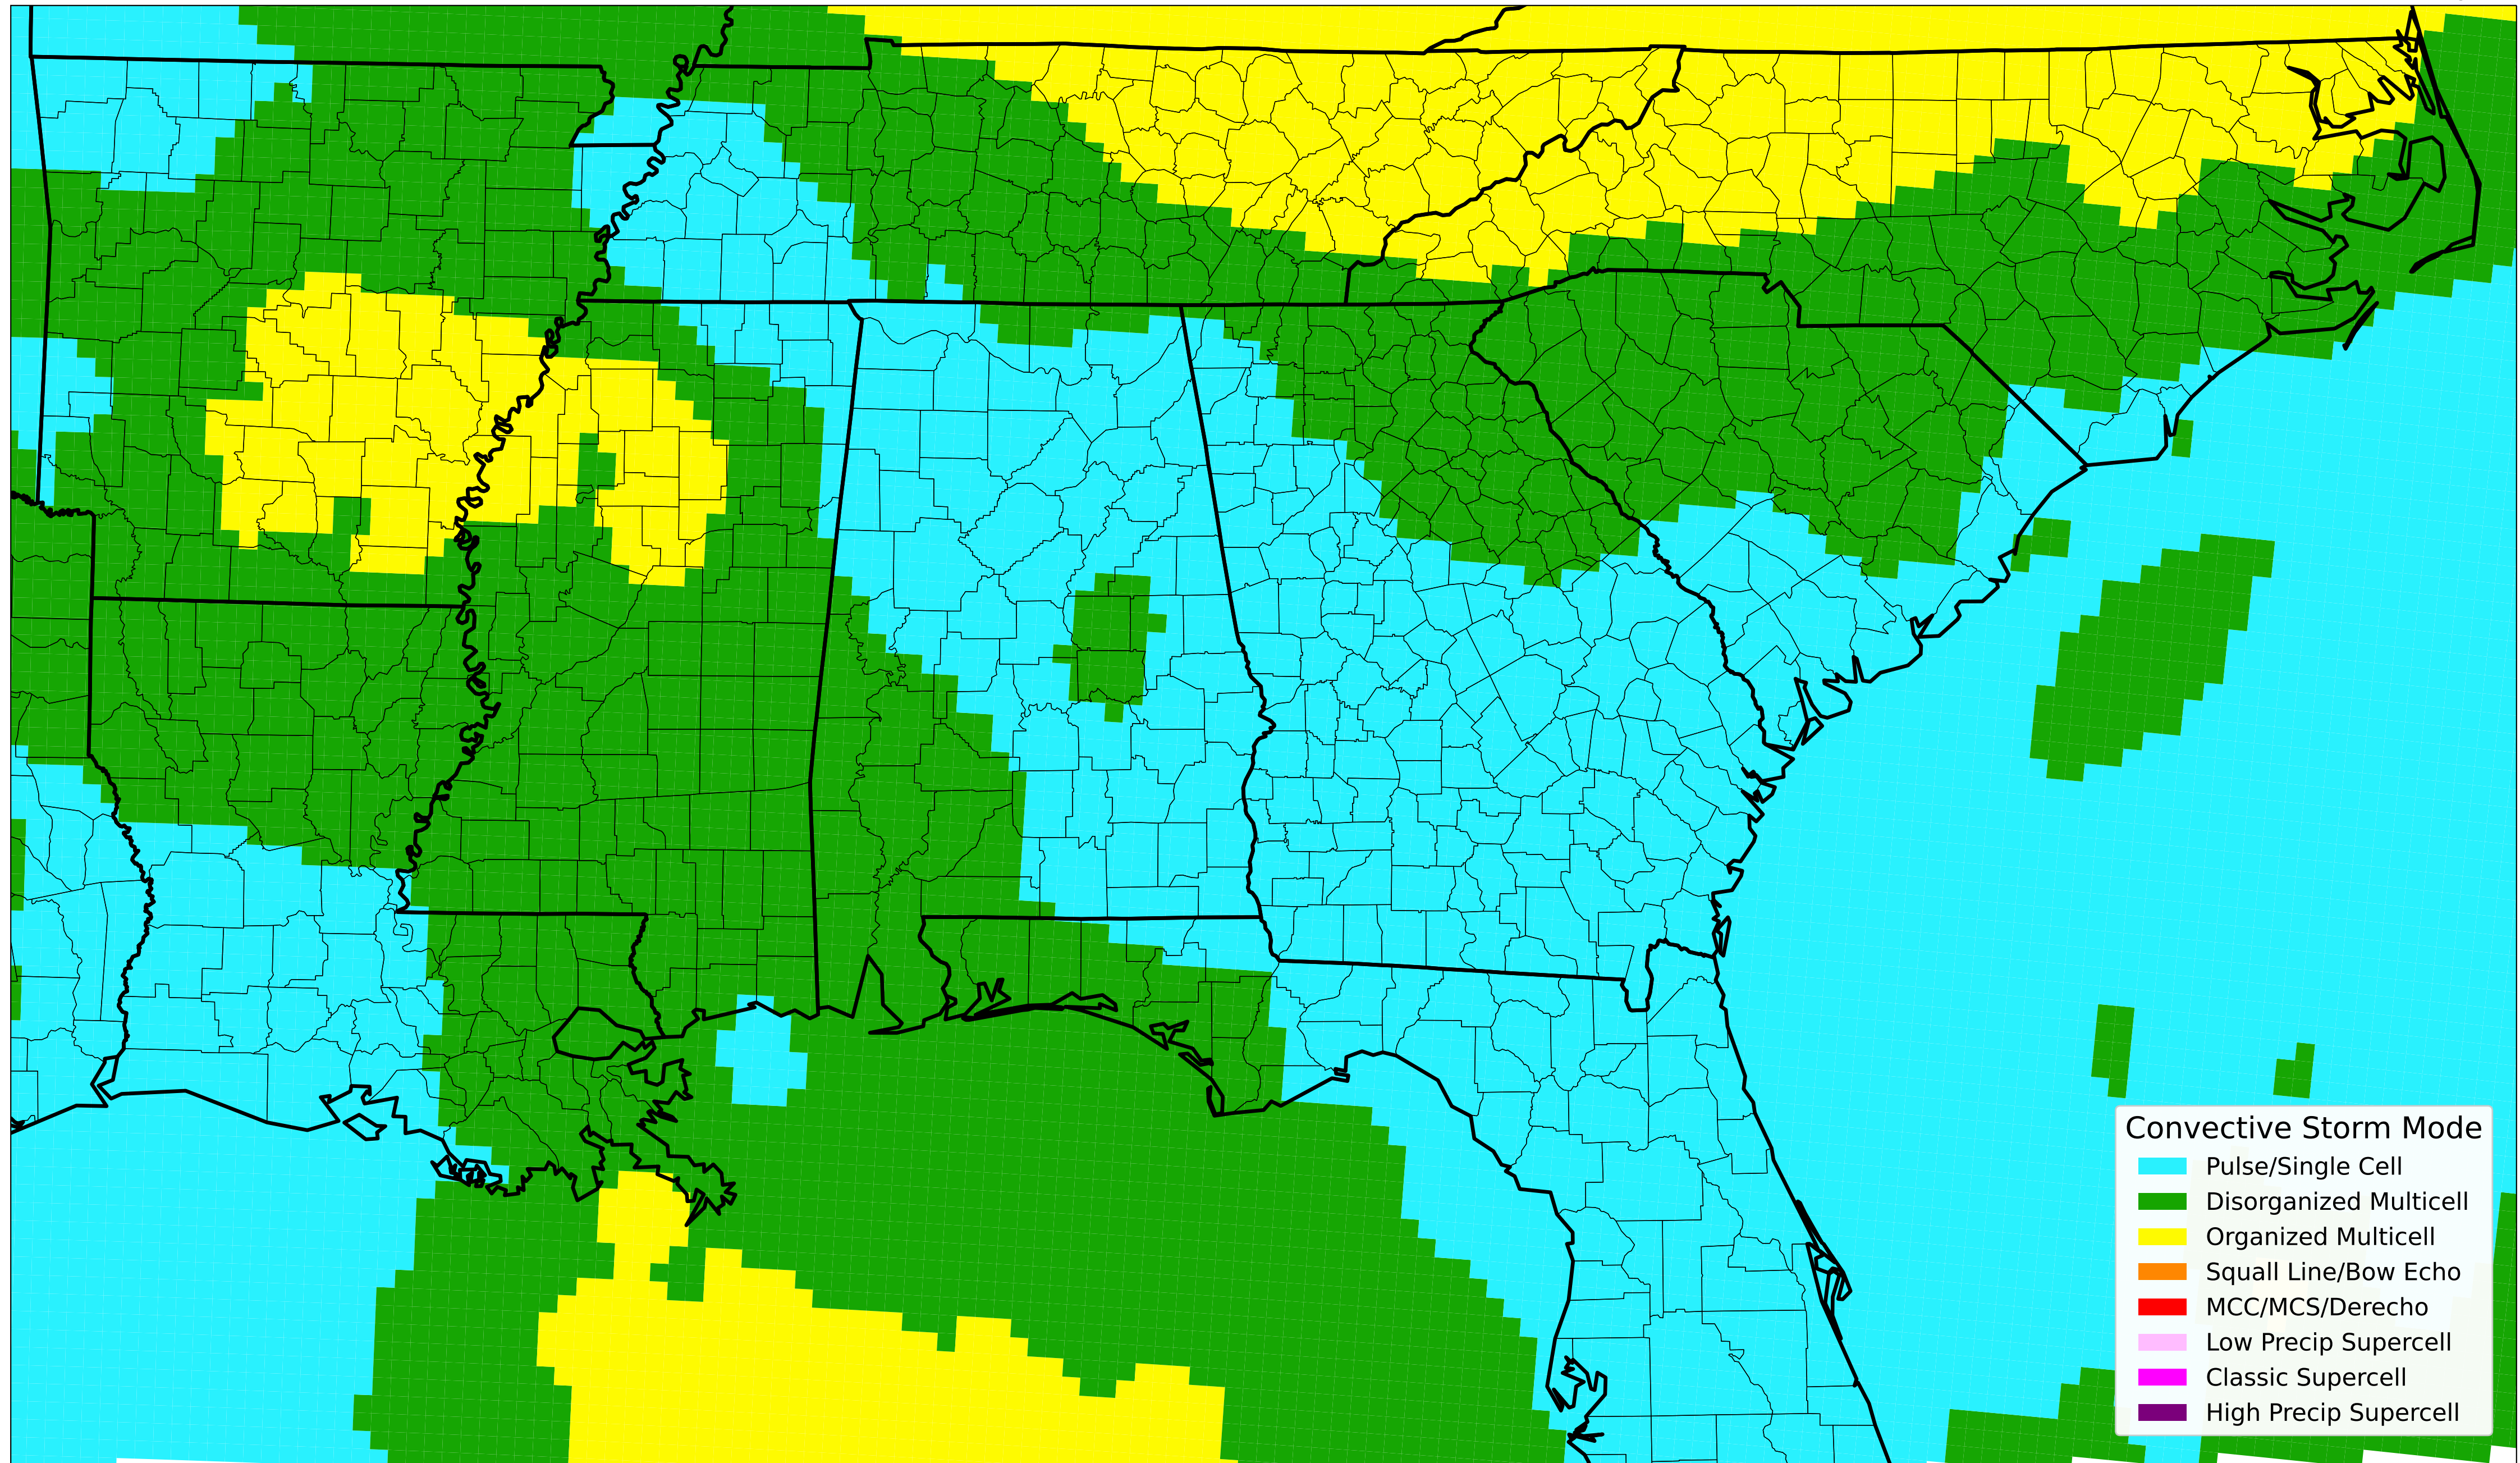 Convective Storm Mode
Pulse/Single Cell
Disorganized Multicell
Organized Multicell
Squall Line/Bow Echo
MCC/MCS/Derecho
Low Precip Supercell
Classic Supercell
High Precip Supercell